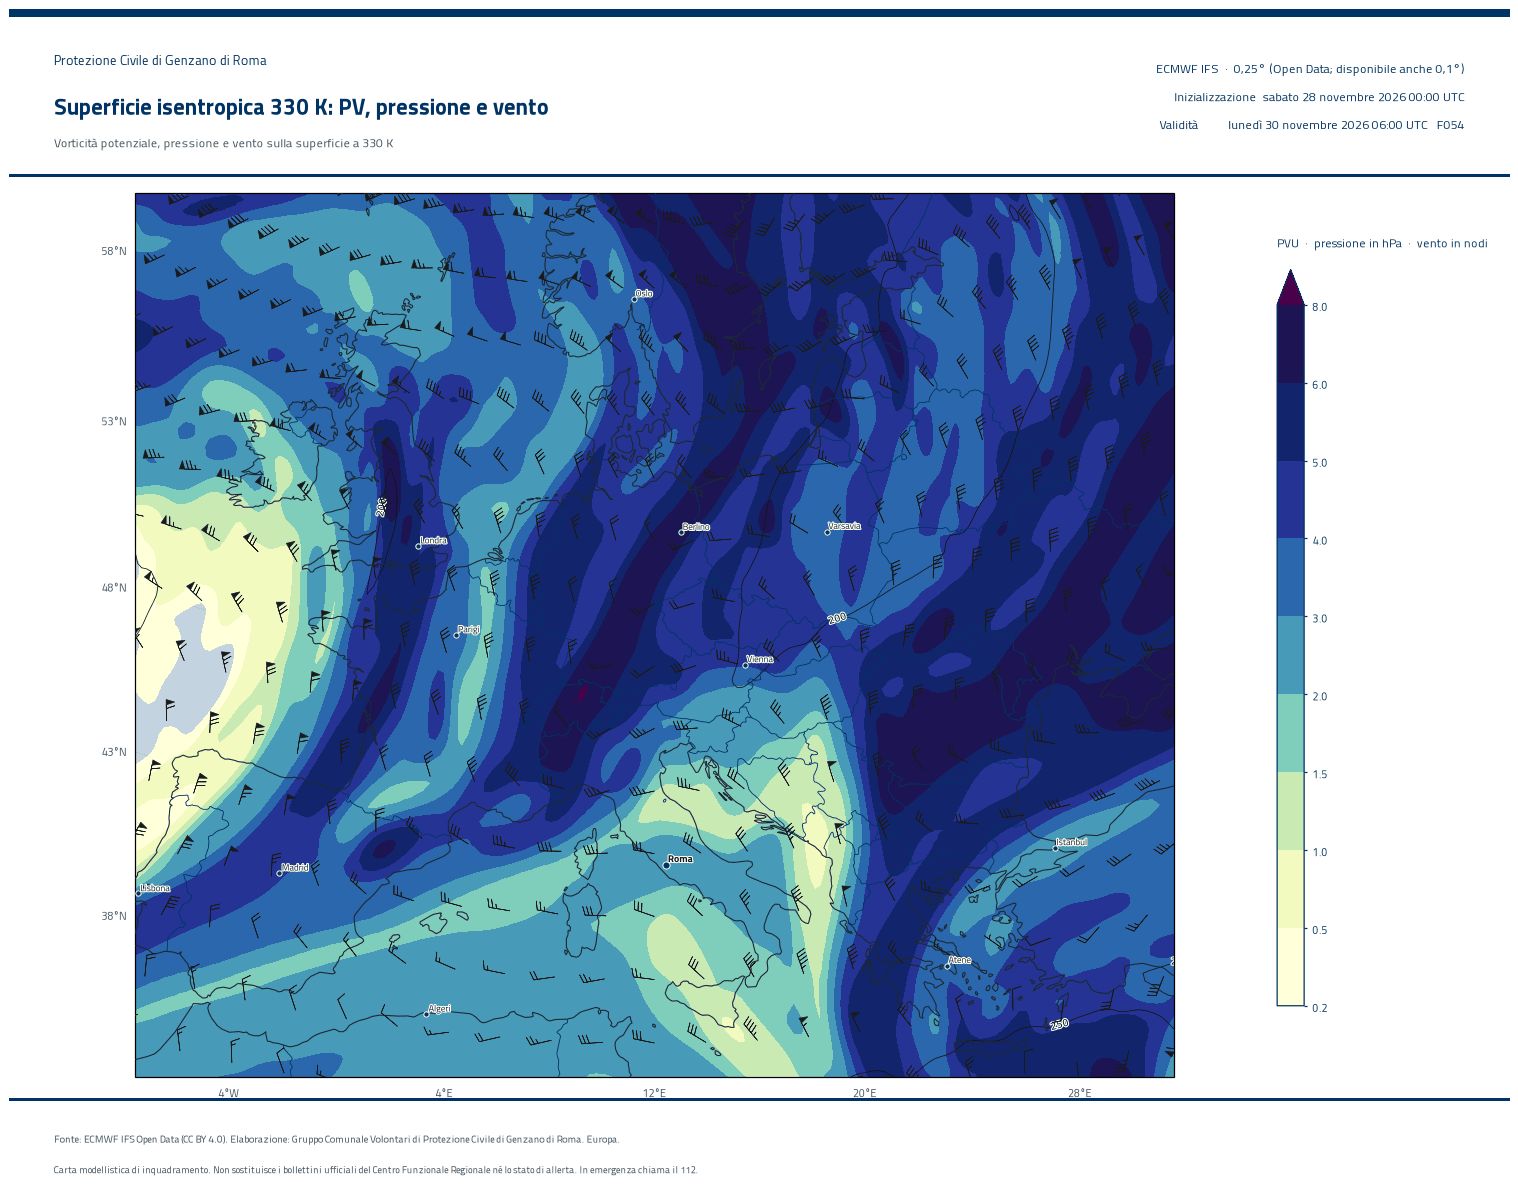 Protezione Civile di Genzano di Roma
Superficie isentropica 330 K: PV, pressione e vento
Vorticità potenziale, pressione e vento sulla superficie a 330 K
ECMWF IFS · 0,25° (Open Data; disponibile anche 0,1°)
Inizializzazione sabato 28 novembre 2026 00:00 UTC
Validità lunedì 30 novembre 2026 06:00 UTC F054
PVU · pressione in hPa · vento in nodi
8.0
6.0
5.0
4.0
3.0
2.0
1.5
1.0
0.5
0.2
58°N
53°N
48°N
43°N
38°N
4°W
4°E
12°E
20°E
28°E
Oslo
Londra
Berlino
Varsavia
Parigi
Vienna
200
Madrid
Lisbona
Roma
Istanbul
Atene
Algeri
250
Fonte: ECMWF IFS Open Data (CC BY 4.0). Elaborazione: Gruppo Comunale Volontari di Protezione Civile di Genzano di Roma. Europa.
Carta modellistica di inquadramento. Non sostituisce i bollettini ufficiali del Centro Funzionale Regionale né lo stato di allerta. In emergenza chiama il 112.